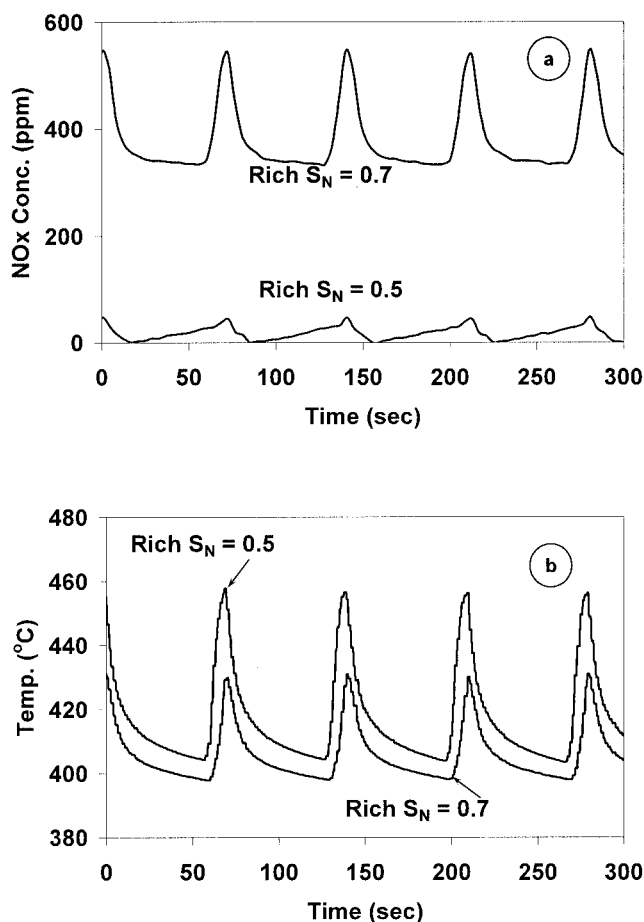 600
a
400
NOx Conc. (ppm)
Rich S_N = 0.7
200
Rich S_N = 0.5
0
0 50 100 150 200 250 300
Time (sec)
480
Rich S_N = 0.5
b
460
440
Temp. (°C)
420
400
Rich S_N = 0.7
380
0 50 100 150 200 250 300
Time (sec)